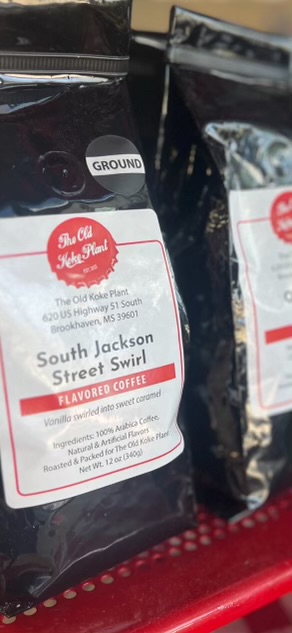 GROUND
The Old
Koke Plant
The Old Koke Plant
620 US Highway 51 South
Brookhaven, MS 39601
South Jackson
Street Swirl
FLAVORED COFFEE
Vanilla swirled into sweet caramel
Ingredients: 100% Arabica Coffee,
Natural & Artificial Flavors
Roasted & Packed for The Old Koke Plant
Net Wt. 12 oz (340g)